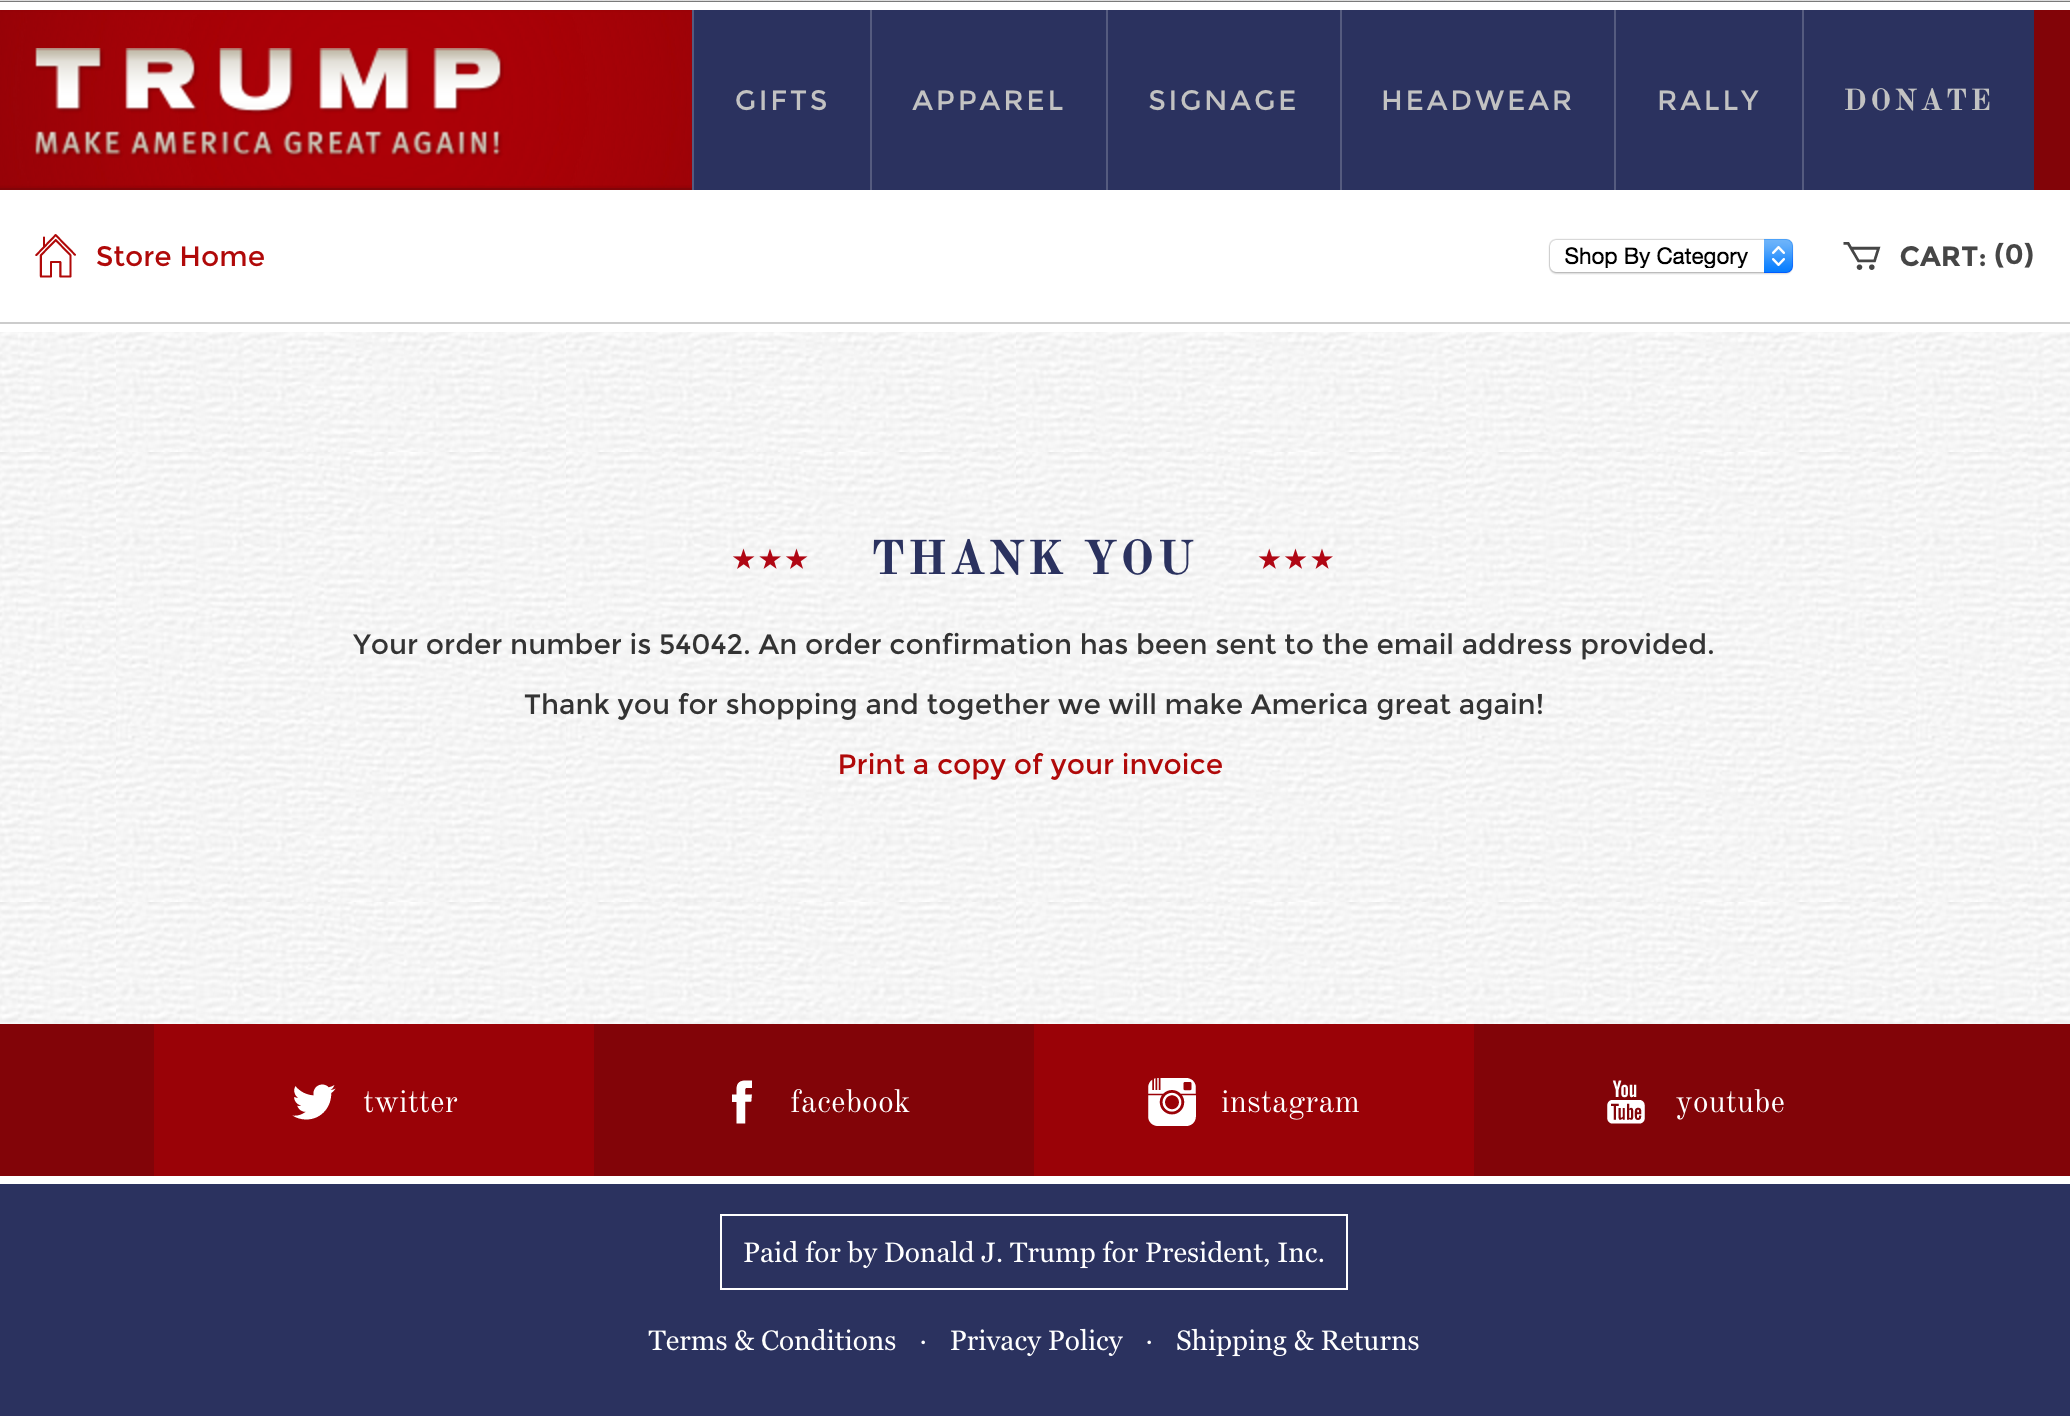 TRUMP
MAKE AMERICA GREAT AGAIN!
GIFTS
APPAREL
SIGNAGE
HEADWEAR
RALLY
DONATE
Store Home
Shop By Category
CART: (0)
THANK YOU
Your order number is 54042. An order confirmation has been sent to the email address provided.
Thank you for shopping and together we will make America great again!
Print a copy of your invoice
twitter
facebook
instagram
You
Tube
youtube
Paid for by Donald J. Trump for President, Inc.
Terms & Conditions · Privacy Policy · Shipping & Returns